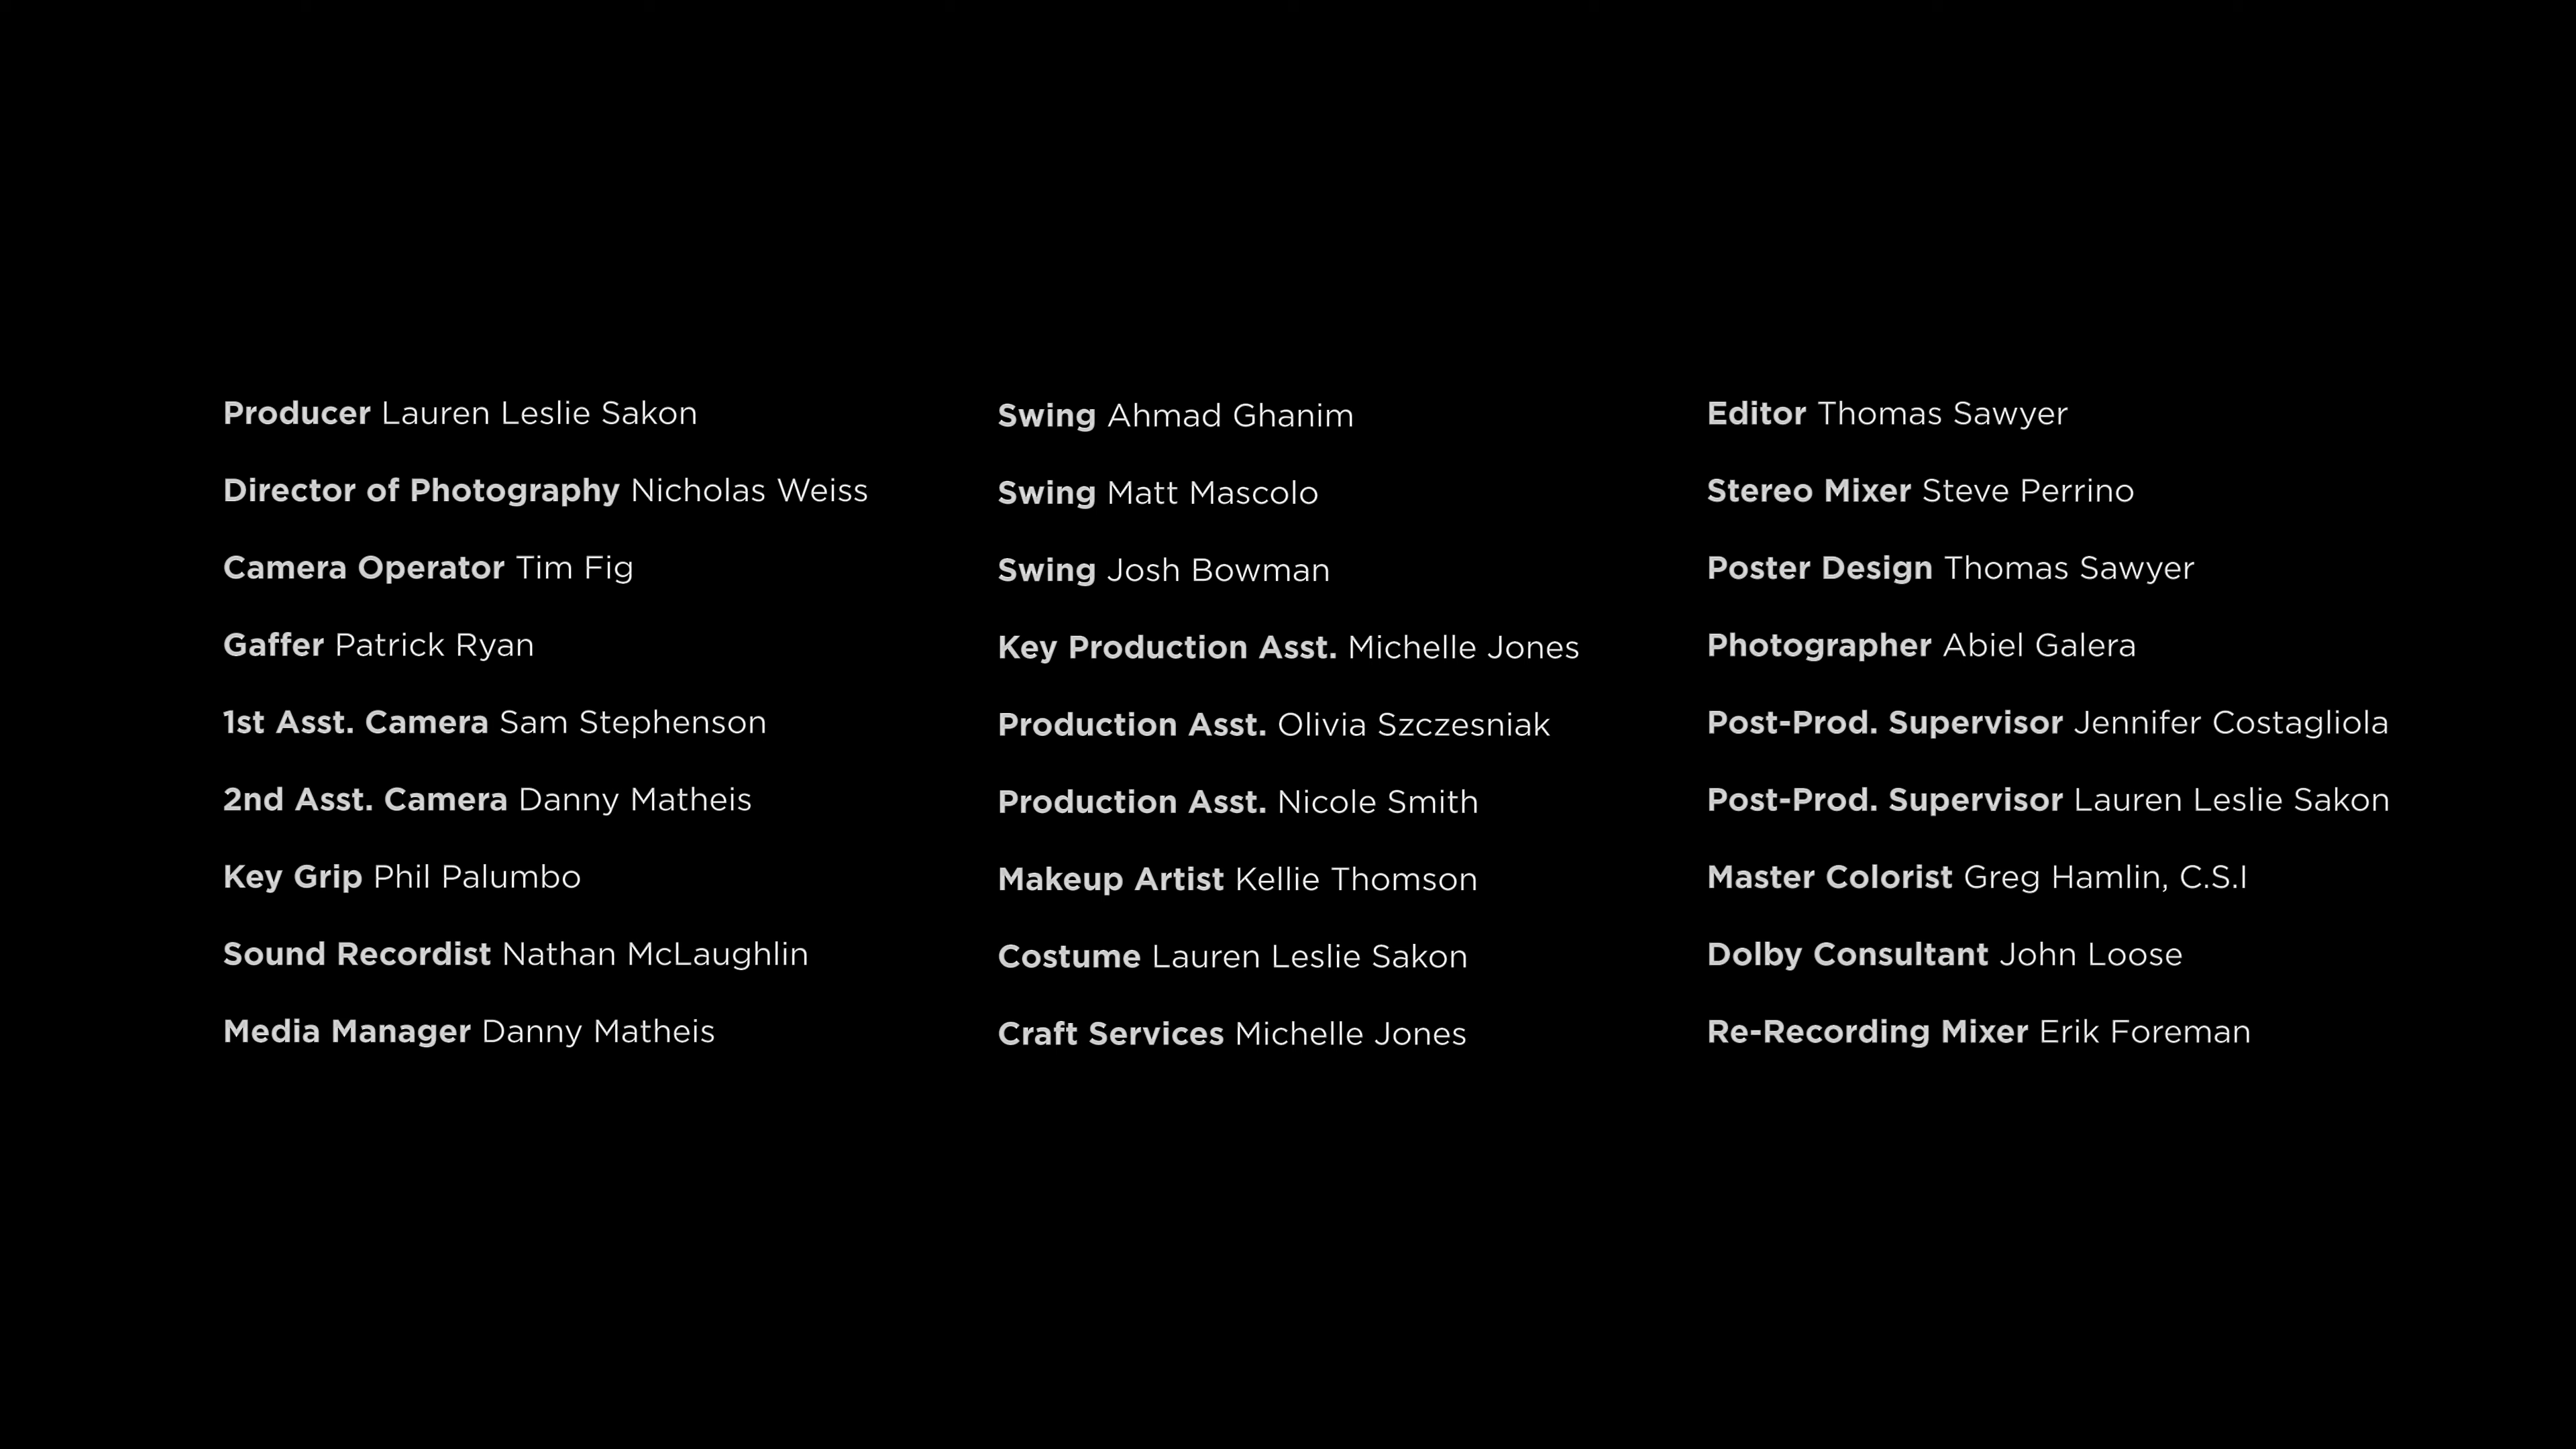 Producer Lauren Leslie Sakon
Director of Photography Nicholas Weiss
Camera Operator Tim Fig
Gaffer Patrick Ryan
1st Asst. Camera Sam Stephenson
2nd Asst. Camera Danny Matheis
Key Grip Phil Palumbo
Sound Recordist Nathan McLaughlin
Media Manager Danny Matheis
Swing Ahmad Ghanim
Swing Matt Mascolo
Swing Josh Bowman
Key Production Asst. Michelle Jones
Production Asst. Olivia Szczesniak
Production Asst. Nicole Smith
Makeup Artist Kellie Thomson
Costume Lauren Leslie Sakon
Craft Services Michelle Jones
Editor Thomas Sawyer
Stereo Mixer Steve Perrino
Poster Design Thomas Sawyer
Photographer Abiel Galera
Post-Prod. Supervisor Jennifer Costagliola
Post-Prod. Supervisor Lauren Leslie Sakon
Master Colorist Greg Hamlin, C.S.I
Dolby Consultant John Loose
Re-Recording Mixer Erik Foreman